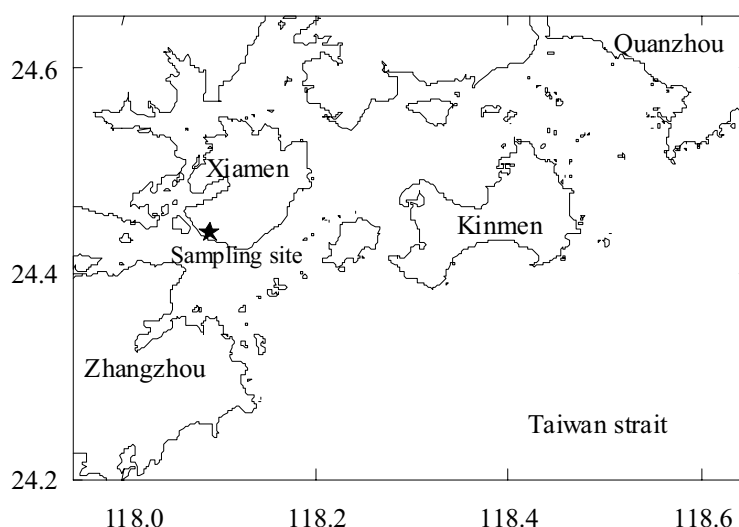 Quanzhou
24.6
Xiamen
Kinmen
Sampling site
24.4
Zhangzhou
Taiwan strait
24.2
118.0 118.2 118.4 118.6